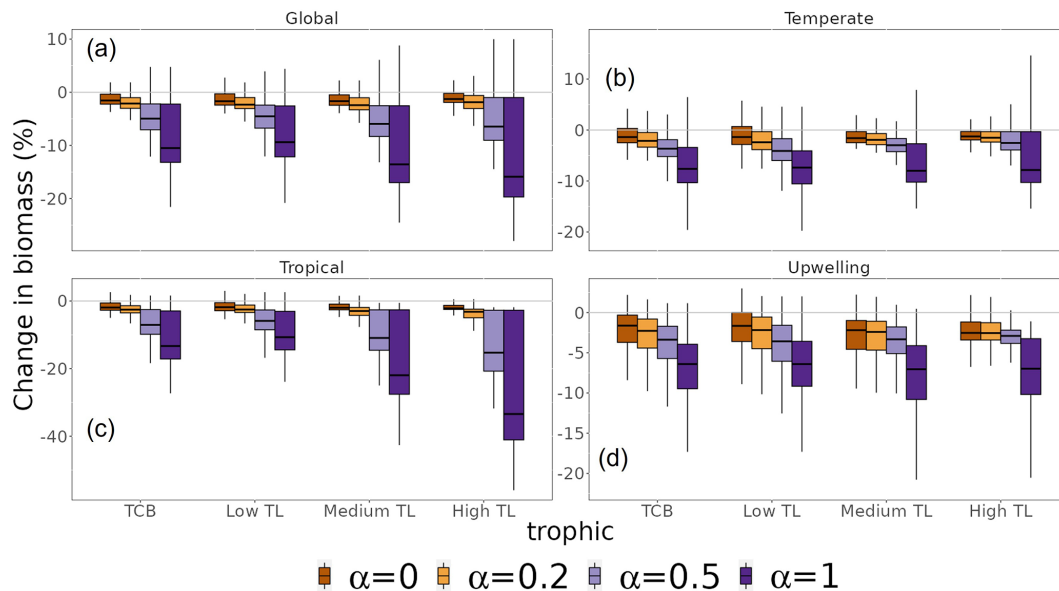 Global
Temperate
(a)
10
0
-10
-20
(b)
10
0
-10
-20
Change in biomass (%)
Tropical
Upwelling
0
-20
-40
(c)
0
-5
-10
-15
-20
(d)
TCB Low TL Medium TL High TL
TCB Low TL Medium TL High TL
trophic
α=0 α=0.2 α=0.5 α=1